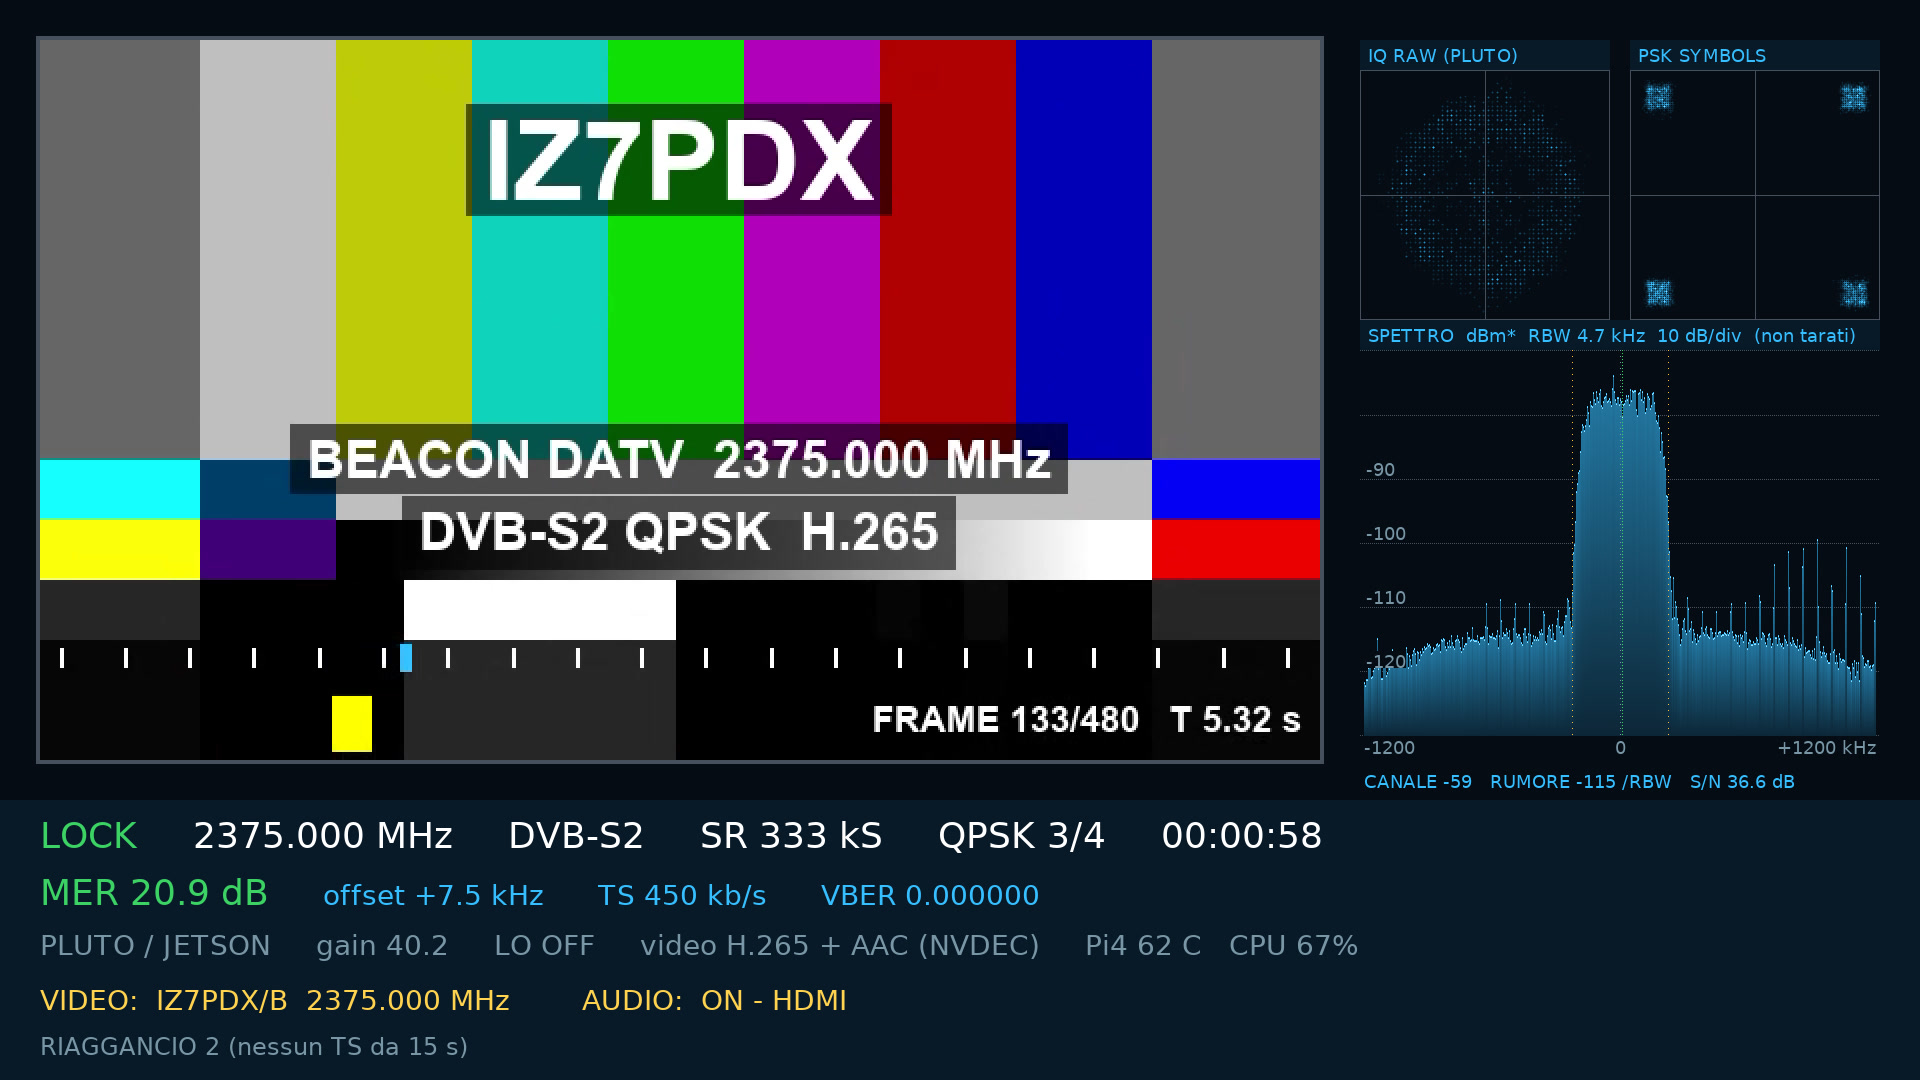 IZ7PDX
BEACON DATV 2375.000 MHz
DVB-S2 QPSK H.265
FRAME 133/480 T 5.32 s
IQ RAW (PLUTO)
PSK SYMBOLS
SPETTRO dBm* RBW 4.7 kHz 10 dB/div (non tarati)
-90
-100
-110
-120
-1200 0 +1200 kHz
CANALE -59 RUMORE -115 /RBW S/N 36.6 dB
LOCK 2375.000 MHz DVB-S2 SR 333 kS QPSK 3/4 00:00:58
MER 20.9 dB offset +7.5 kHz TS 450 kb/s VBER 0.000000
PLUTO / JETSON gain 40.2 LO OFF video H.265 + AAC (NVDEC) Pi4 62 C CPU 67%
VIDEO: IZ7PDX/B 2375.000 MHz AUDIO: ON - HDMI
RIAGGANCIO 2 (nessun TS da 15 s)